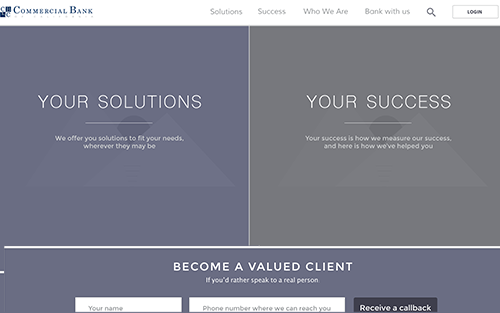 Commercial Bank
Solutions
Success
Who We Are
Bank with us
LOGIN
YOUR SOLUTIONS
We offer you solutions to fit your needs,
wherever they may be
YOUR SUCCESS
Your success is how we measure our success,
and here is how we've helped you
BECOME A VALUED CLIENT
If you'd rather speak to a real person
Your name
Phone number where we can reach you
Receive a callback